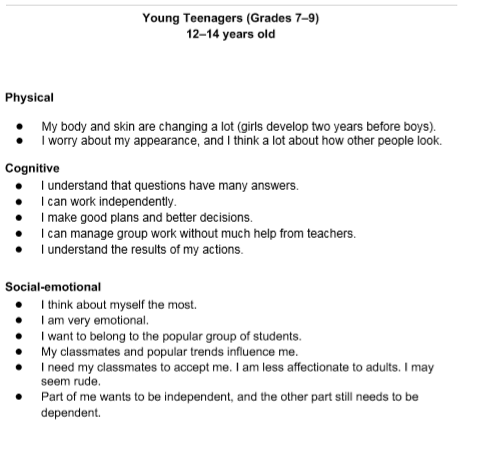 Young Teenagers (Grades 7–9)
12–14 years old
Physical
● My body and skin are changing a lot (girls develop two years before boys).
● I worry about my appearance, and I think a lot about how other people look.
Cognitive
● I understand that questions have many answers.
● I can work independently.
● I make good plans and better decisions.
● I can manage group work without much help from teachers.
● I understand the results of my actions.
Social-emotional
● I think about myself the most.
● I am very emotional.
● I want to belong to the popular group of students.
● My classmates and popular trends influence me.
● I need my classmates to accept me. I am less affectionate to adults. I may
seem rude.
● Part of me wants to be independent, and the other part still needs to be
dependent.